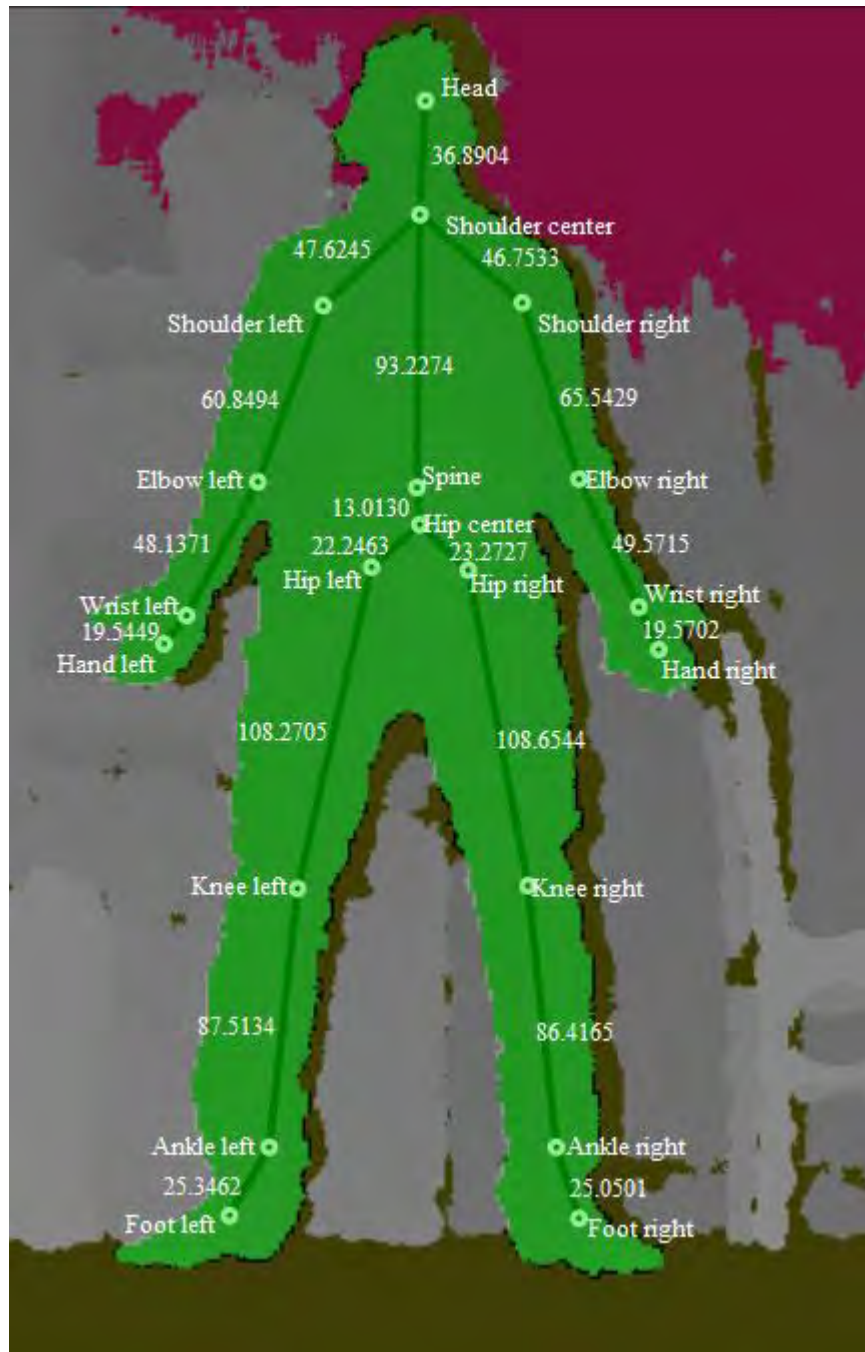 Head
36.8904
Shoulder center
47.6245
46.7533
Shoulder left
Shoulder right
93.2274
60.8494
65.5429
Elbow left
Spine
Elbow right
13.0130
Hip center
48.1371
22.2463
23.2727
49.5715
Hip left
Hip right
Wrist left
Wrist right
19.5449
19.5702
Hand left
Hand right
108.2705
108.6544
Knee left
Knee right
87.5134
86.4165
Ankle left
Ankle right
25.3462
25.0501
Foot left
Foot right